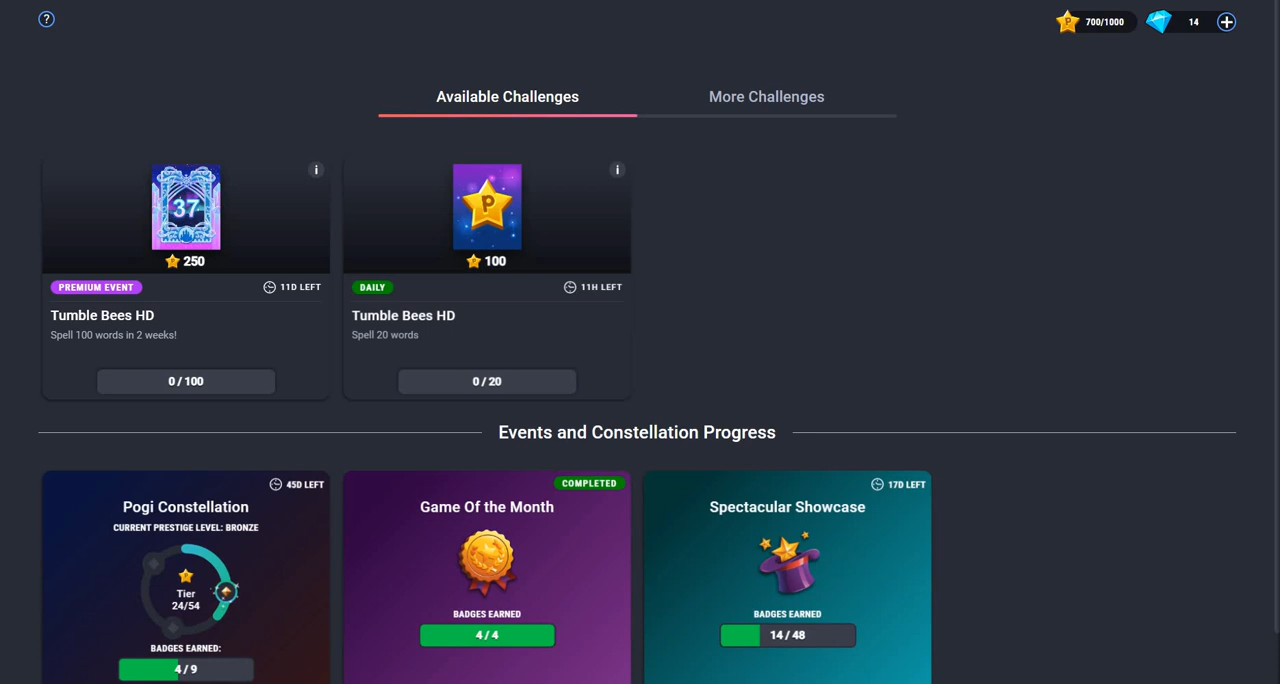 ?
P 700/1000
14
Available Challenges
More Challenges
i
37
250
PREMIUM EVENT
11D LEFT
Tumble Bees HD
Spell 100 words in 2 weeks!
0 / 100
i
P
100
DAILY
11H LEFT
Tumble Bees HD
Spell 20 words
0 / 20
Events and Constellation Progress
45D LEFT
Pogi Constellation
CURRENT PRESTIGE LEVEL: BRONZE
Tier
24/54
BADGES EARNED:
4 / 9
COMPLETED
Game Of the Month
BADGES EARNED
4 / 4
17D LEFT
Spectacular Showcase
BADGES EARNED
14 / 48